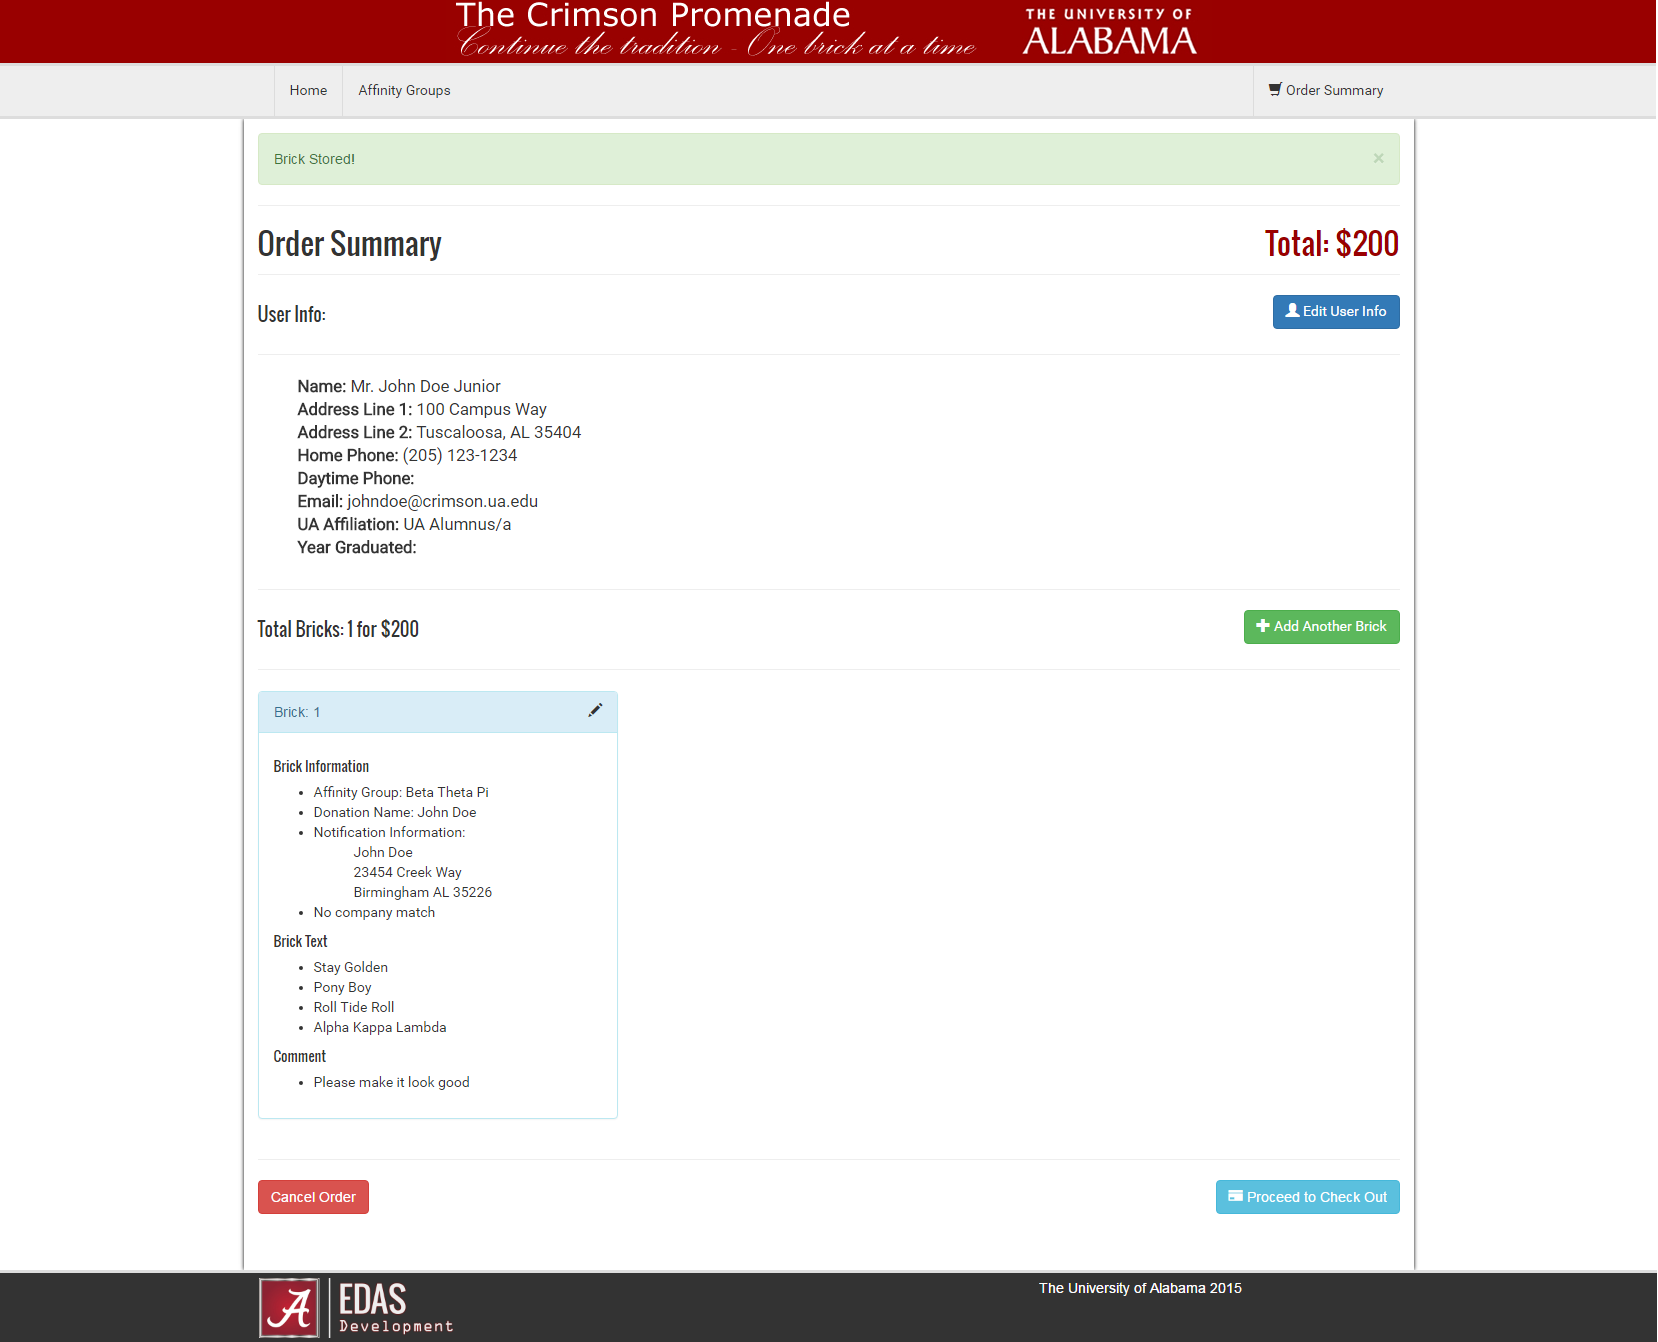 The Crimson Promenade
Continue the tradition - One brick at a time
THE UNIVERSITY OF
ALABAMA
Home
Affinity Groups
Order Summary
Brick Stored!
×
Order Summary
Total: $200
User Info:
Edit User Info
Name: Mr. John Doe Junior
Address Line 1: 100 Campus Way
Address Line 2: Tuscaloosa, AL 35404
Home Phone: (205) 123-1234
Daytime Phone:
Email: johndoe@crimson.ua.edu
UA Affiliation: UA Alumnus/a
Year Graduated:
Total Bricks: 1 for $200
Add Another Brick
Brick: 1
Brick Information
• Affinity Group: Beta Theta Pi
• Donation Name: John Doe
• Notification Information:
John Doe
23454 Creek Way
Birmingham AL 35226
• No company match
Brick Text
• Stay Golden
• Pony Boy
• Roll Tide Roll
• Alpha Kappa Lambda
Comment
• Please make it look good
Cancel Order
Proceed to Check Out
A
EDAS
Development
The University of Alabama 2015